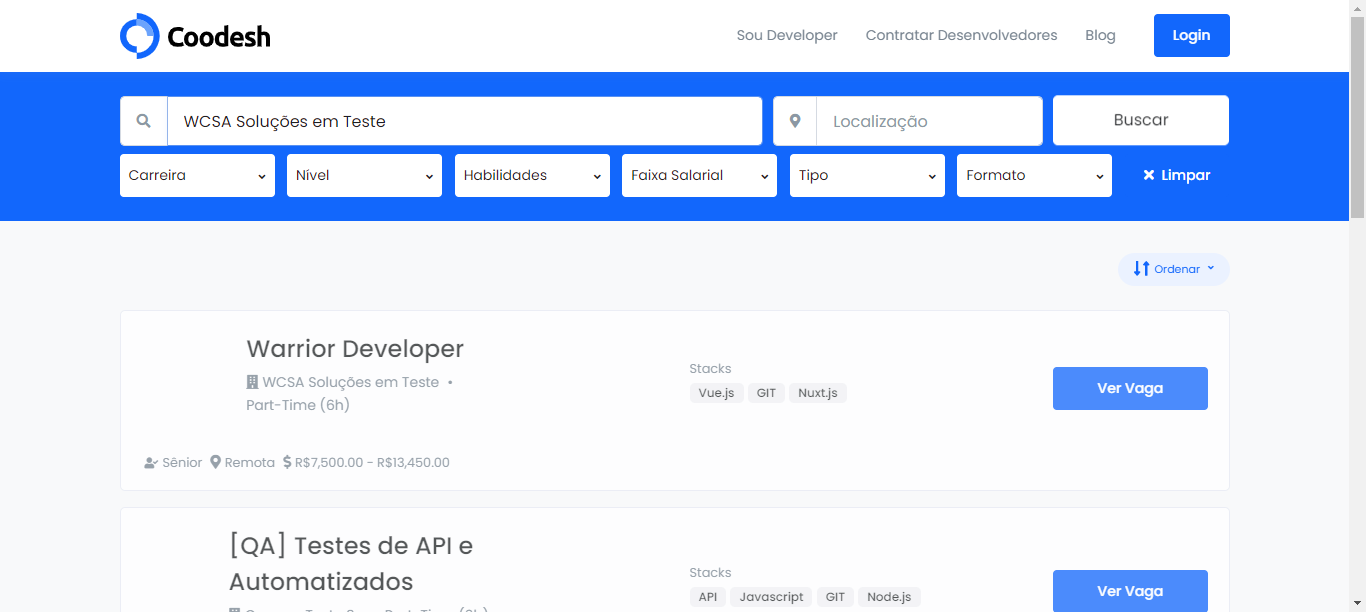 Coodesh
Sou Developer Contratar Desenvolvedores Blog Login
WCSA Soluções em Teste Localização Buscar
Carreira Nível Habilidades Faixa Salarial Tipo Formato Limpar
Ordenar
Warrior Developer
WCSA Soluções em Teste •
Part-Time (6h)
Stacks
Vue.js GIT Nuxt.js
Ver Vaga
Sênior Remota R$7,500.00 - R$13,450.00
[QA] Testes de API e
Automatizados
Stacks
API Javascript GIT Node.js
Ver Vaga